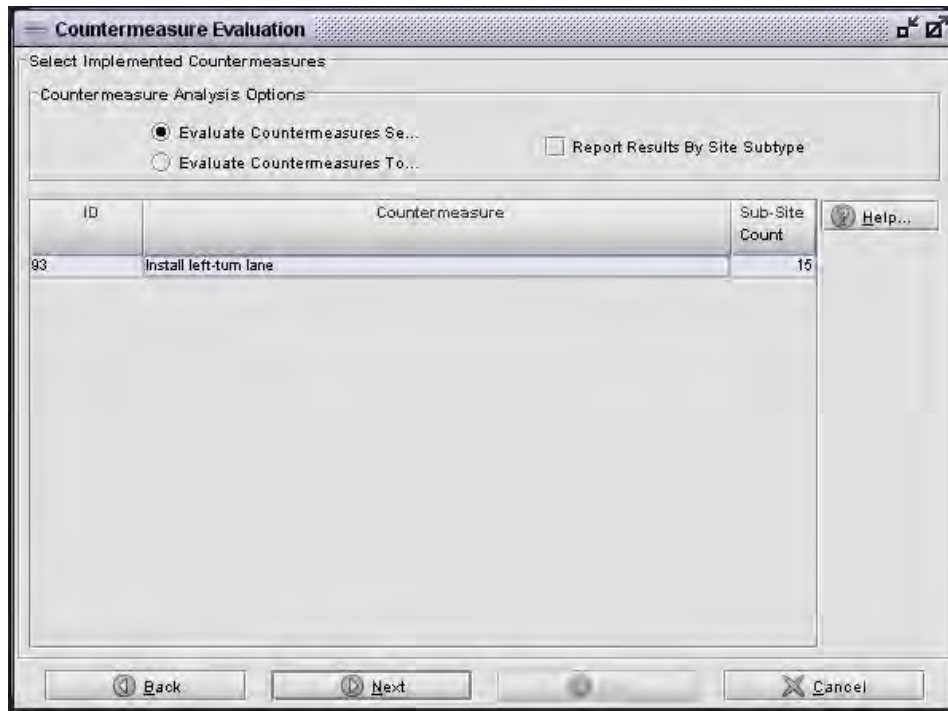 Countermeasure Evaluation
Select Implemented Countermeasures
Countermeasure Analysis Options
Evaluate Countermeasures Se...
Evaluate Countermeasures To...
Report Results By Site Subtype
ID Countermeasure Sub-Site Count
Help...
93 Install left-turn lane 15
Back Next Cancel